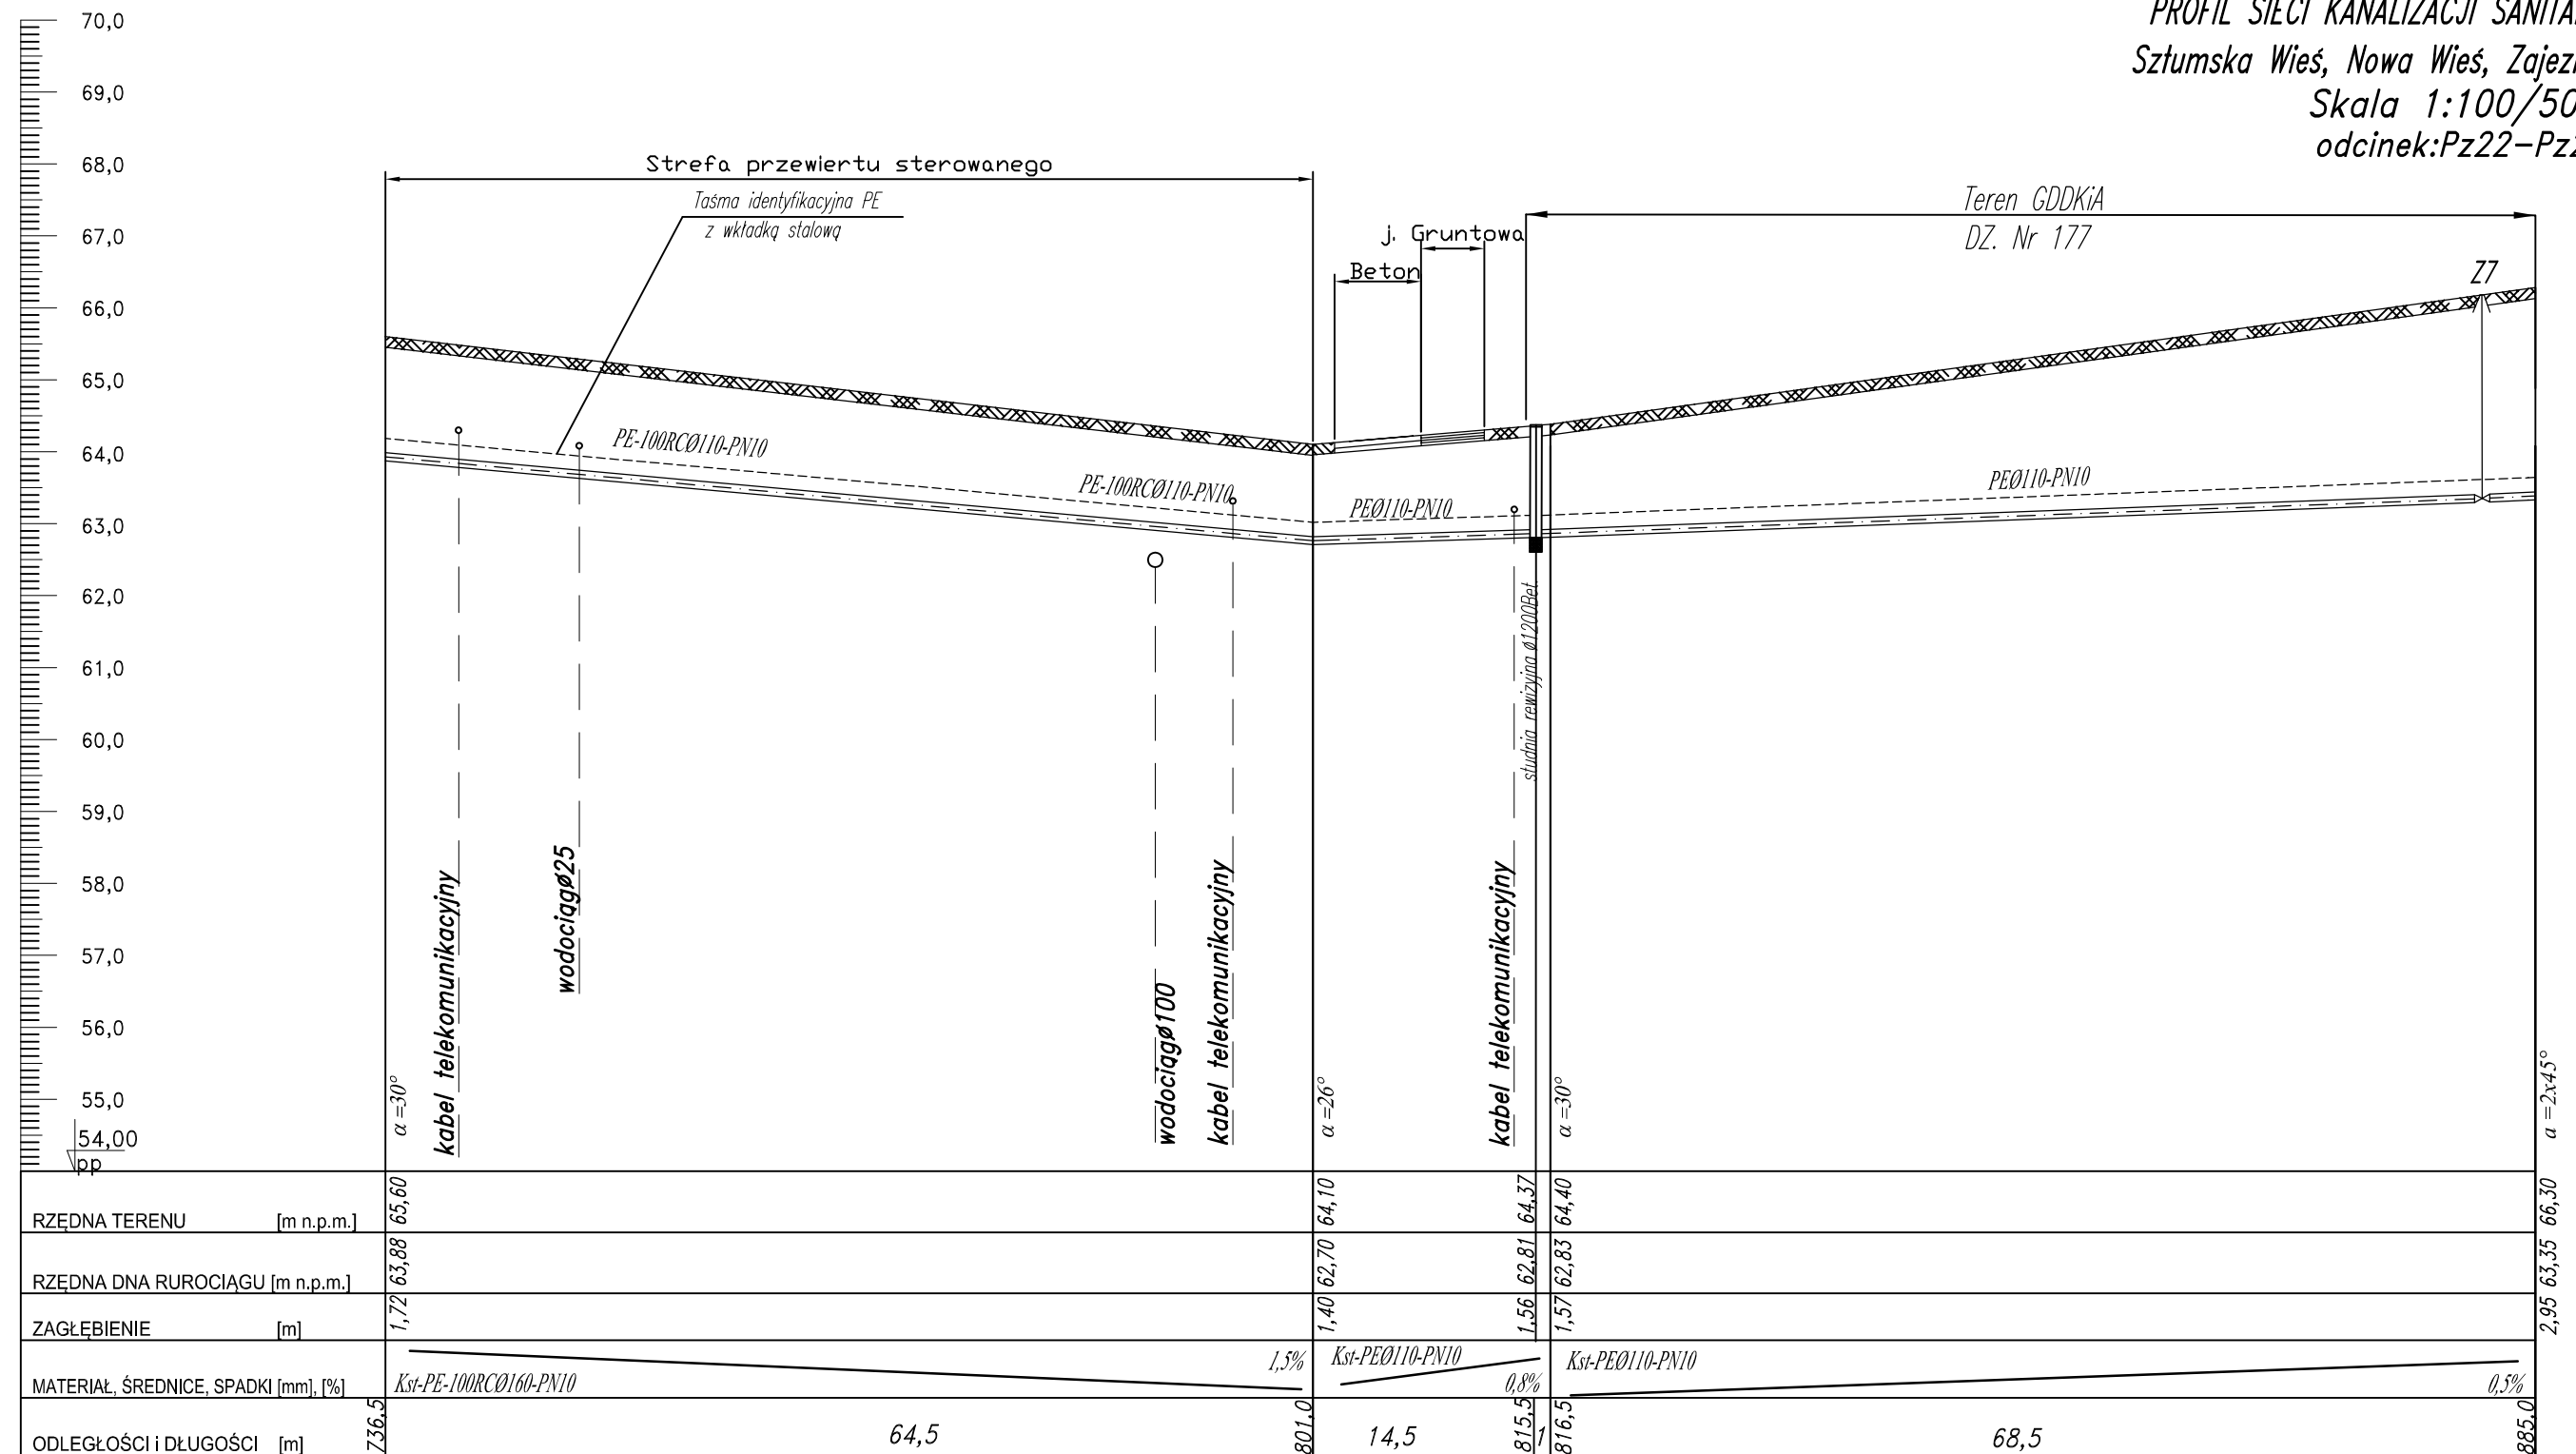 PROFIL SIECI KANALIZACJI
Sztumska Wieś, Nowa Wieś,
Skala 1:100/50
odcinek:Pz22-Pz
70,0
69,0
68,0
67,0
66,0
65,0
64,0
63,0
62,0
61,0
60,0
59,0
58,0
57,0
56,0
55,0
54,00
pp
Strefa przewiertu sterowanego
Taśma identyfikacyjna PE
z wkładką stalową
j. Gruntowa
Beton
Teren GDDKiA
DZ. Nr 177
Z7
PE-100RCØ110-PN10
PE-100RCØ110-PN10
PEØ110-PN10
PEØ110-PN10
studnia rewizyjna ø1200Bet.
kabel telekomunikacyjny
wodociągø25
wodociągø100
kabel telekomunikacyjny
kabel telekomunikacyjny
α=30°
α=26°
α=30°
α=2x45°
RZĘDNA TERENU [m n.p.m.] 65,60 64,10 64,37 64,40 66,30
RZĘDNA DNA RUROCIĄGU [m n.p.m.] 63,88 62,70 62,81 62,83 63,35
ZAGŁĘBIENIE [m] 1,72 1,40 1,56 1,57 2,95
MATERIAŁ, ŚREDNICE, SPADKI [mm], [%] Kst-PE-100RCØ160-PN10 1,5% Kst-PEØ110-PN10 0,8% Kst-PEØ110-PN10 0,5%
ODLEGŁOŚCI i DŁUGOŚCI [m] 736,5 64,5 801,0 14,5 815,5 1 816,5 68,5 885,0